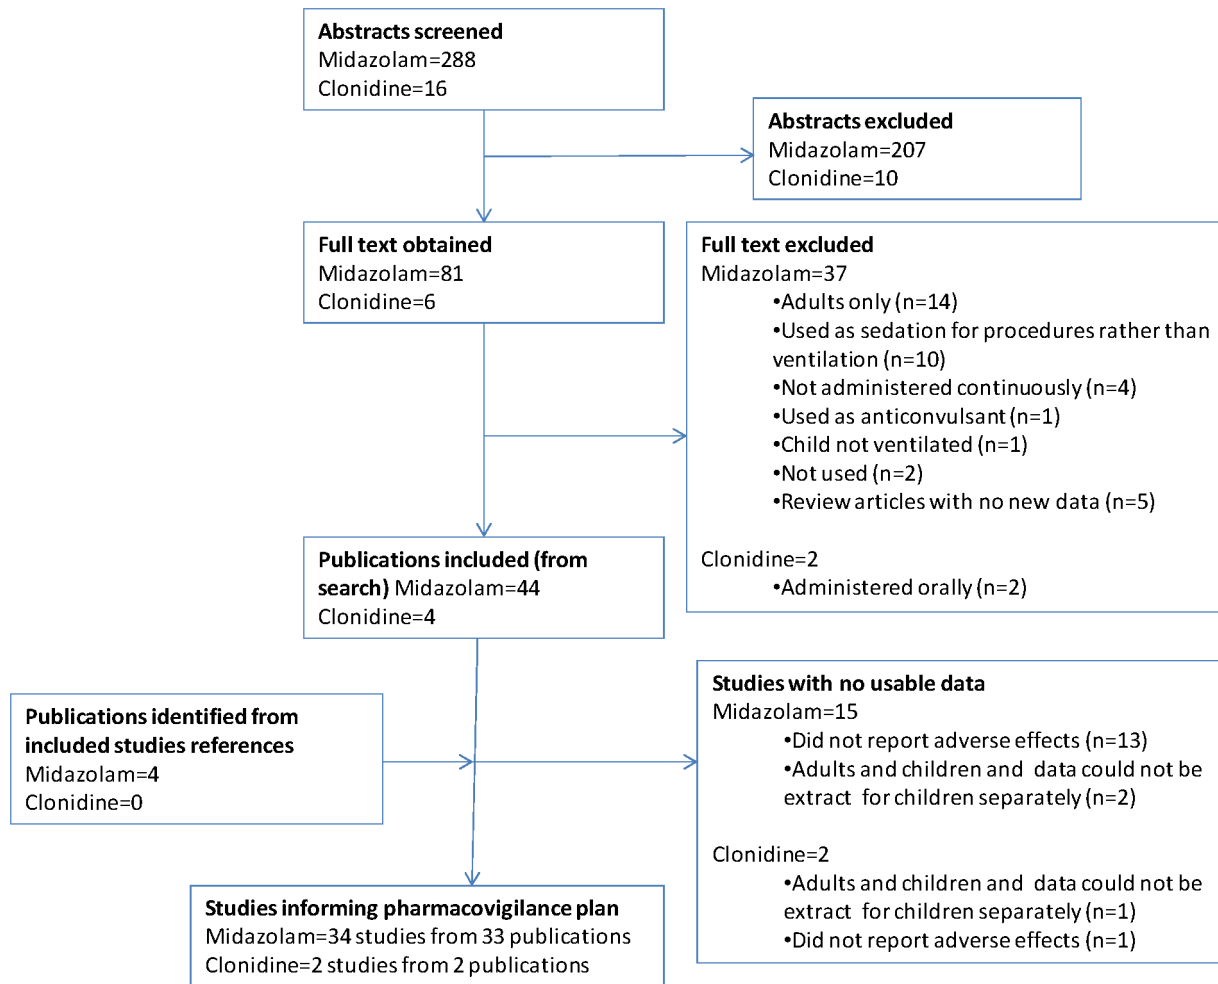 Abstracts screened
Midazolam=288
Clonidine=16
Abstracts excluded
Midazolam=207
Clonidine=10
Full text obtained
Midazolam=81
Clonidine=6
Full text excluded
Midazolam=37
•Adults only (n=14)
•Used as sedation for procedures rather than
ventilation (n=10)
•Not administered continuously (n=4)
•Used as anticonvulsant (n=1)
•Child not ventilated (n=1)
•Not used (n=2)
•Review articles with no new data (n=5)
Clonidine=2
•Administered orally (n=2)
Publications included (from
search) Midazolam=44
Clonidine=4
Publications identified from
included studies references
Midazolam=4
Clonidine=0
Studies with no usable data
Midazolam=15
•Did not report adverse effects (n=13)
•Adults and children and data could not be
extract for children separately (n=2)
Clonidine=2
•Adults and children and data could not be
extract for children separately (n=1)
•Did not report adverse effects (n=1)
Studies informing pharmacovigilance plan
Midazolam=34 studies from 33 publications
Clonidine=2 studies from 2 publications